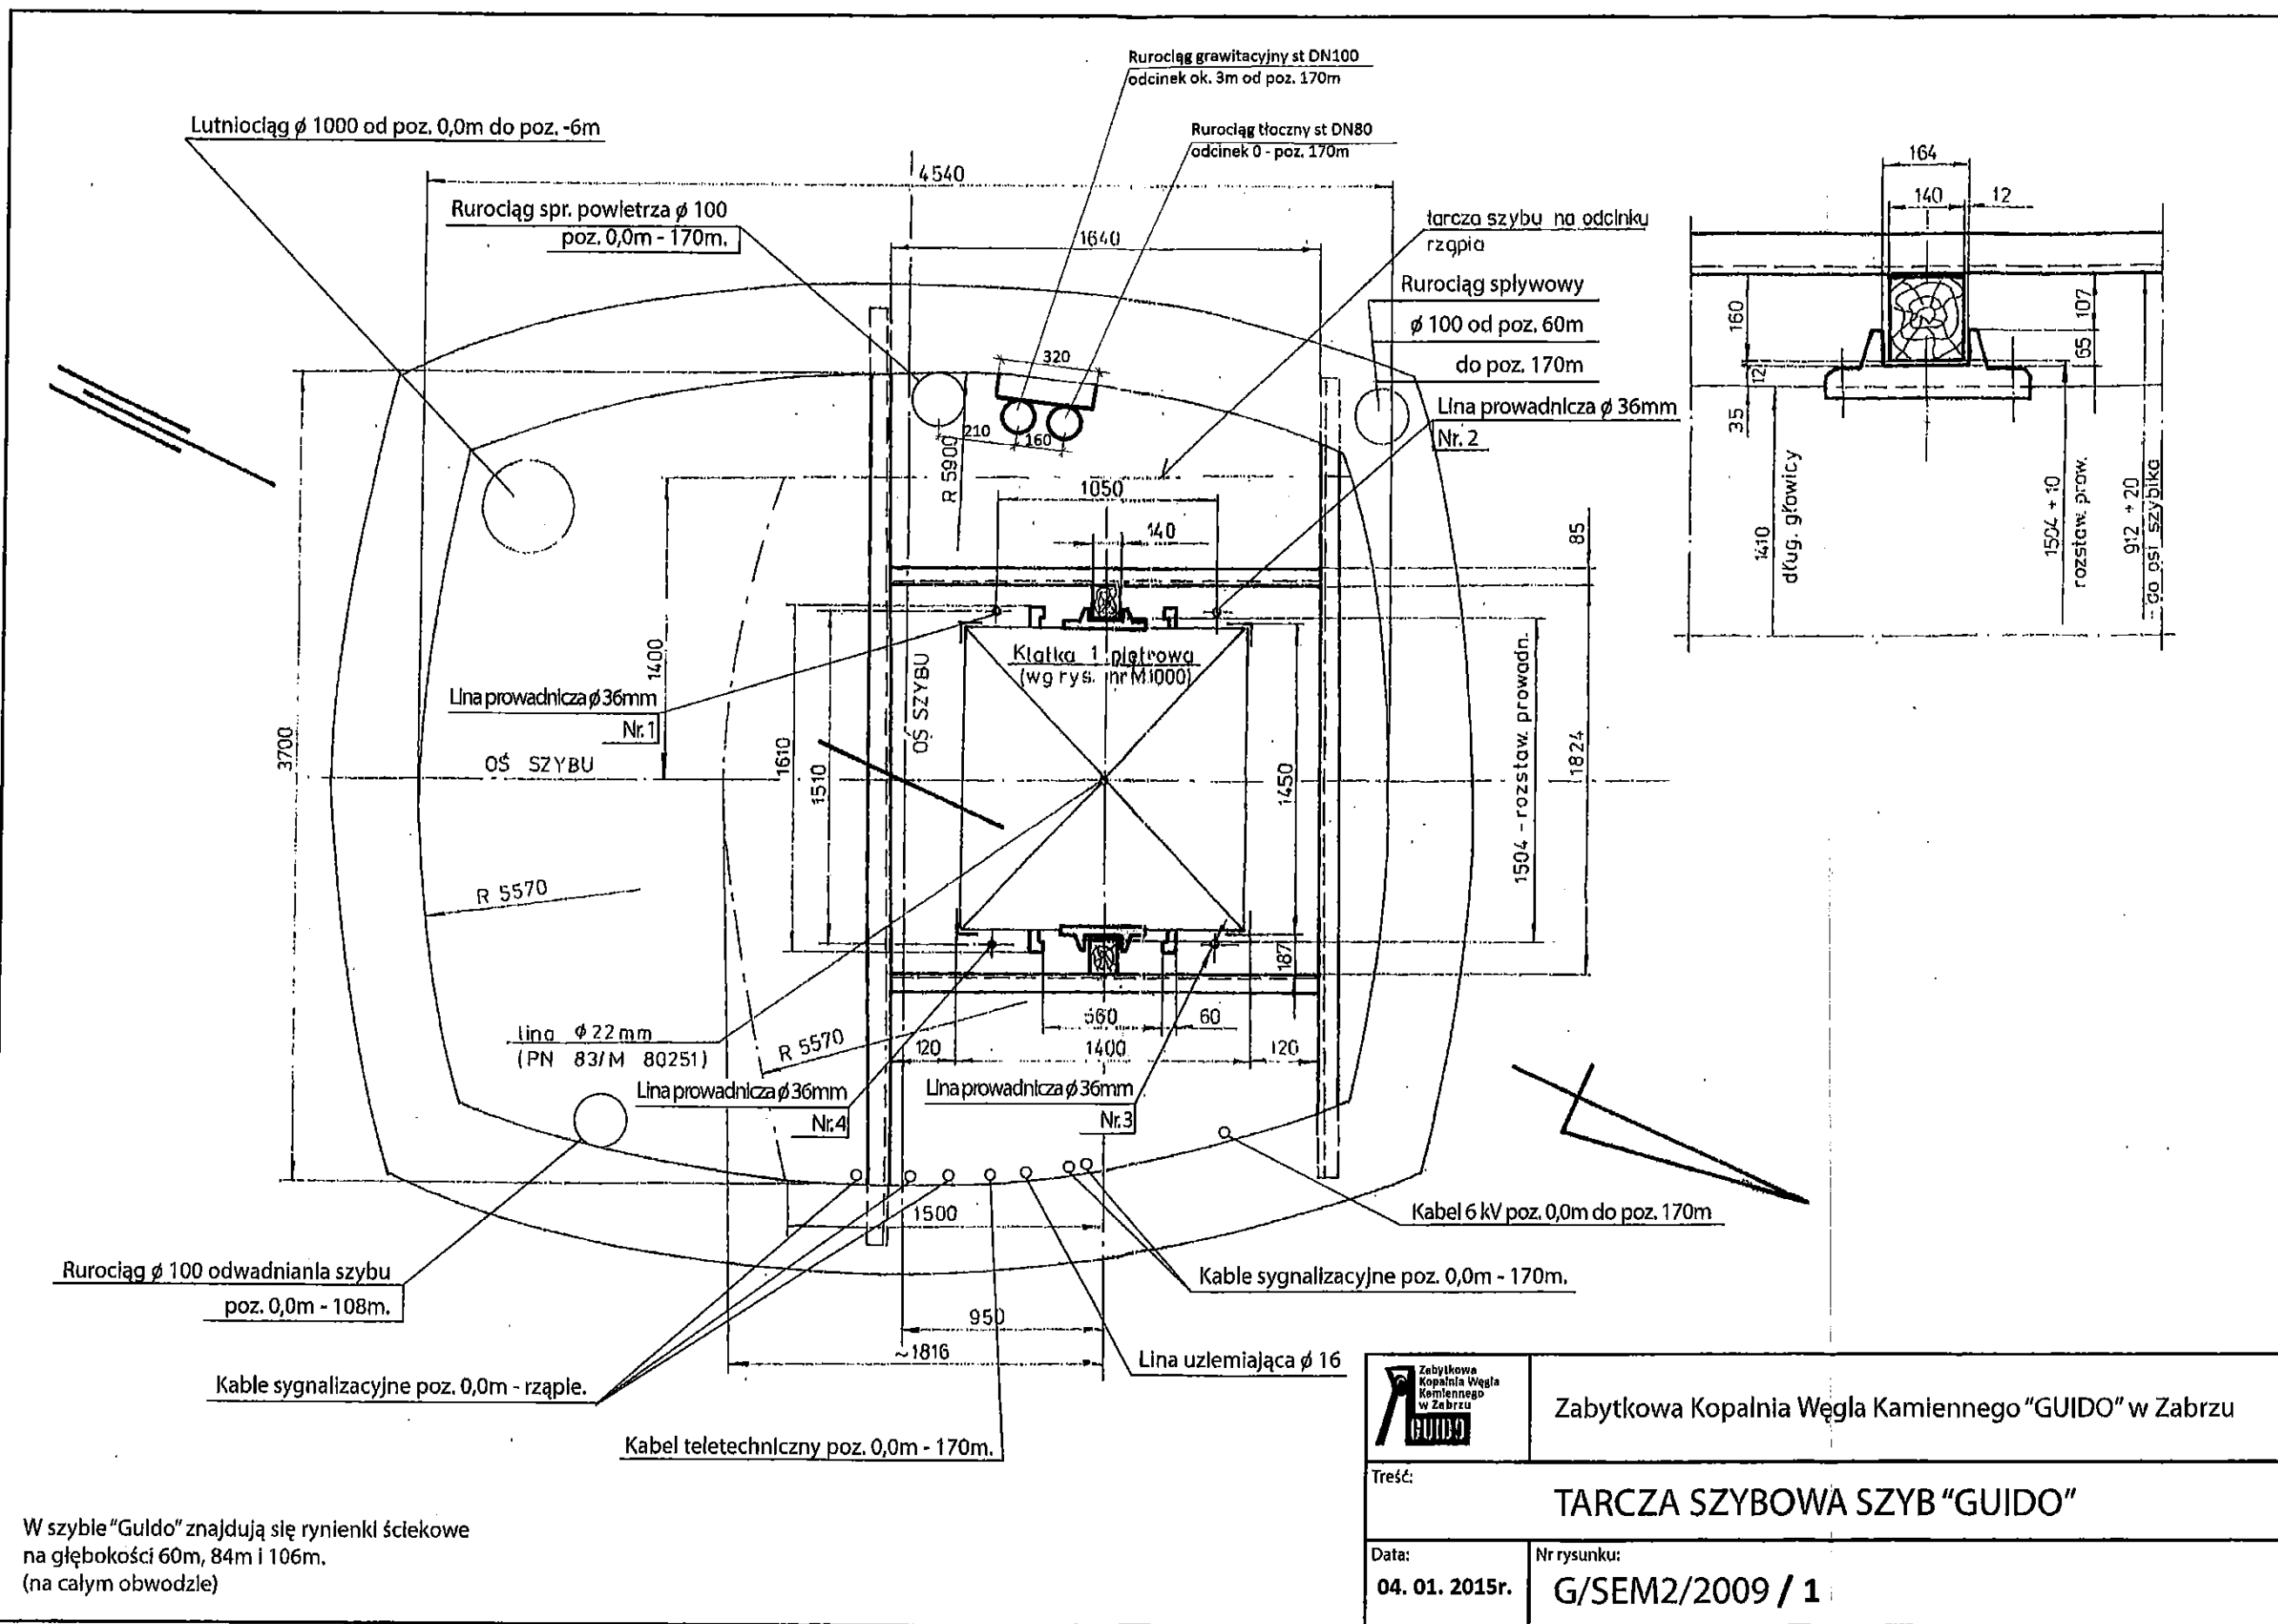 Rurociąg grawitacyjny st DN100
odcinek ok. 3m od poz. 170m
Lutniociąg ϕ 1000 od poz. 0,0m do poz. -6m
Rurociąg tłoczny st DN80
odcinek 0 - poz. 170m
4540
Rurociąg spr. powietrza ϕ 100
poz. 0,0m - 170m.
1640
tarcza szybu na odcinku
rząpia
Rurociąg spływowy
ϕ 100 od poz. 60m
do poz. 170m
Lina prowadnicza ϕ 36mm
Nr. 2
164
140
12
160
12
35
107
65
1410
dług. głowicy
1504 + 10
rozstaw. prow.
912 + 20
do osi szybika
320
210
160
R 5900
1050
140
85
1400
3700
Klatka 1 piętrowa
(wg rys. nr M1000)
OŚ SZYBU
Lina prowadnicza ϕ 36mm
Nr.1
OŚ SZYBU
1610
1510
1450
1504 - rozstaw. prowadn.
1824
R 5570
187
lina ϕ 22 mm
(PN 83/M 80251)
R 5570
660
60
120
1400
120
Lina prowadnicza ϕ 36mm
Nr.4
Lina prowadnicza ϕ 36mm
Nr.3
1500
Kabel 6 kV poz. 0,0m do poz. 170m
Rurociąg ϕ 100 odwadniania szybu
poz. 0,0m - 108m.
Kable sygnalizacyjne poz. 0,0m - 170m.
950
~1816
Lina uziemiająca ϕ 16
Kable sygnalizacyjne poz. 0,0m - rząpie.
Kabel teletechniczny poz. 0,0m - 170m.
W szybie "Guido" znajdują się rynienki ściekowe
na głębokości 60m, 84m i 106m.
(na całym obwodzie)
Zabytkowa
Kopalnia Węgla
Kamiennego
w Zabrzu
GUIDO
Zabytkowa Kopalnia Węgla Kamiennego "GUIDO" w Zabrzu
Treść:
TARCZA SZYBOWA SZYB "GUIDO"
Data:
04. 01. 2015r.
Nr rysunku:
G/SEM2/2009 / 1